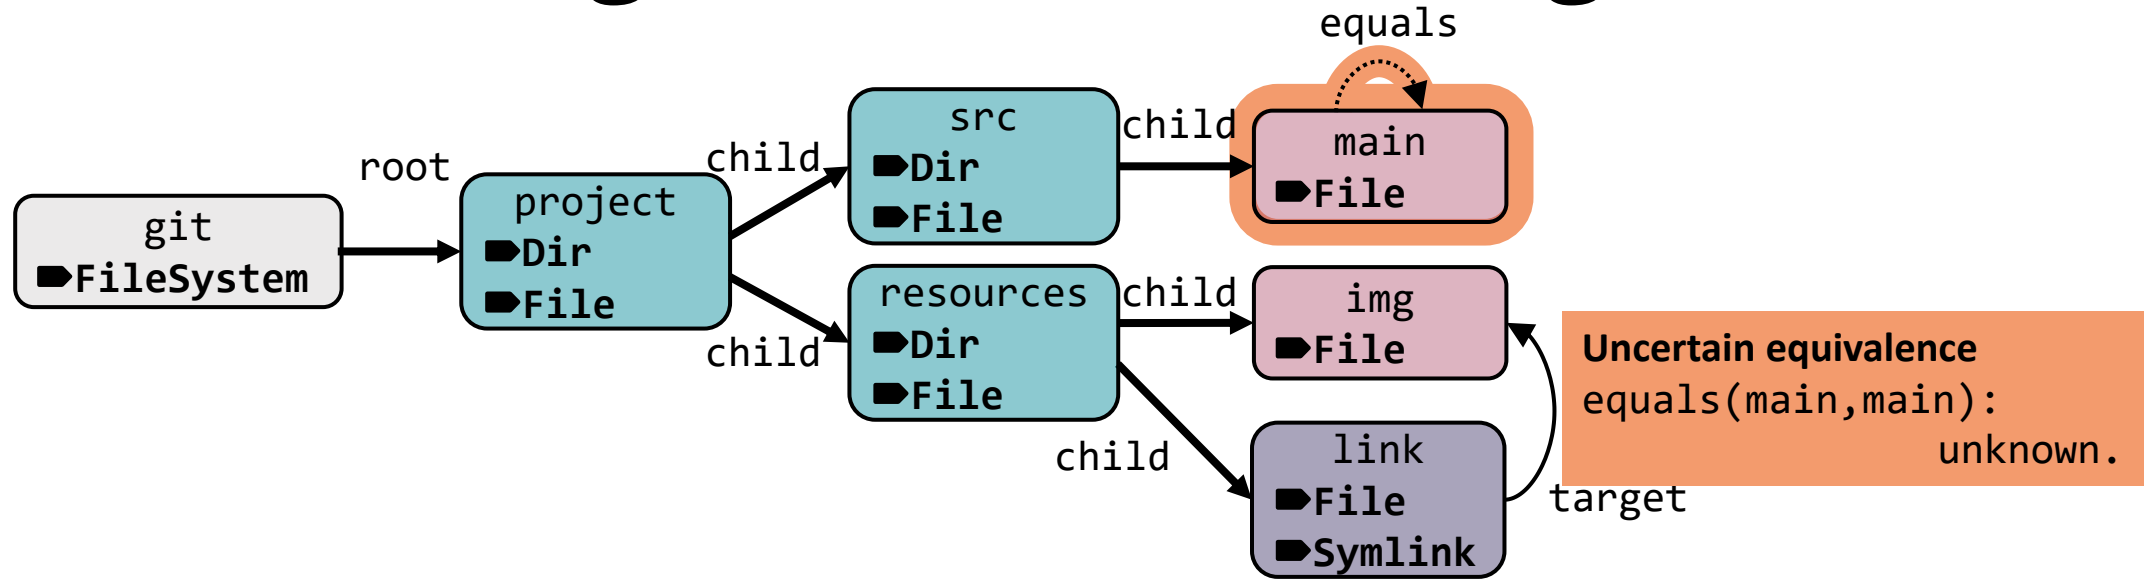 equals
root
git
FileSystem
project
Dir
File
child
child
src
Dir
File
resources
Dir
File
child
main
File
child
img
File
child
link
File
Symlink
target
Uncertain equivalence
equals(main,main):
unknown.